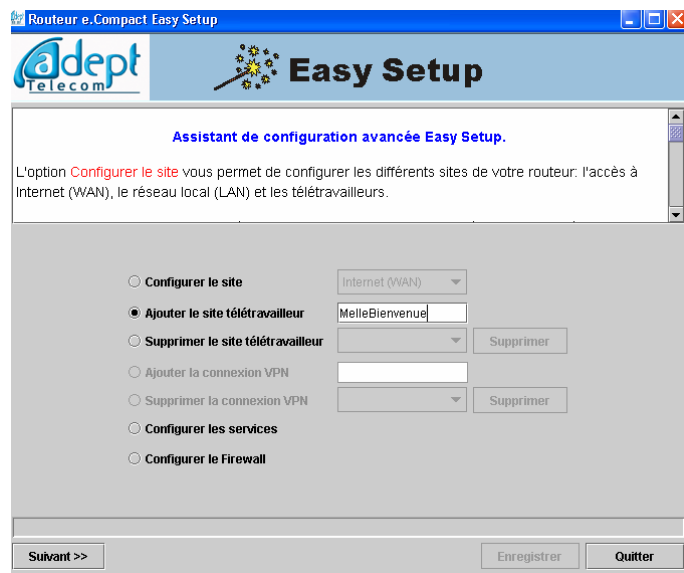 Routeur e.Compact Easy Setup
adept
Telecom
Easy Setup
Assistant de configuration avancée Easy Setup.
L'option Configurer le site vous permet de configurer les différents sites de votre routeur: l'accès à
Internet (WAN), le réseau local (LAN) et les télétravailleurs.
Configurer le site Internet (WAN)
Ajouter le site télétravailleur MelleBienvenue
Supprimer le site télétravailleur Supprimer
Ajouter la connexion VPN
Supprimer la connexion VPN Supprimer
Configurer les services
Configurer le Firewall
Suivant >> Enregistrer Quitter